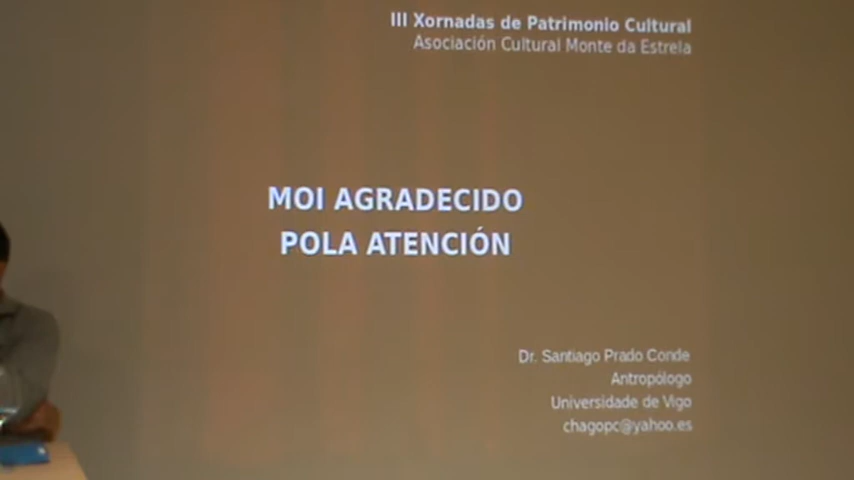 III Xornadas de Patrimonio Cultural
Asociación Cultural Monte da Estrela
MOI AGRADECIDO
POLA ATENCIÓN
Dr. Santiago Prado Conde
Antropólogo
Universidade de Vigo
chagopc@yahoo.es